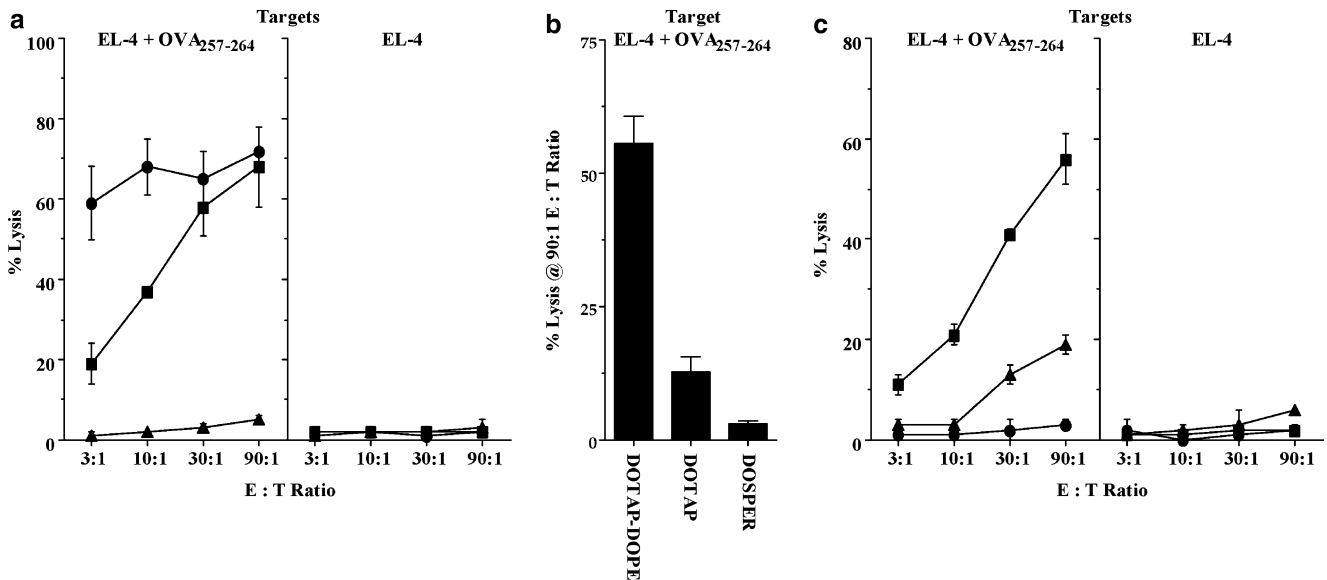 a
Targets
EL-4 + OVA257-264
EL-4
% Lysis
100
80
60
40
20
0
3:1 10:1 30:1 90:1
3:1 10:1 30:1 90:1
E : T Ratio
b
Target
EL-4 + OVA257-264
% Lysis @ 90:1 E : T Ratio
75
50
25
0
DOTAP-DOPE
DOTAP
DOSPER
c
Targets
EL-4 + OVA257-264
EL-4
% Lysis
80
60
40
20
0
3:1 10:1 30:1 90:1
3:1 10:1 30:1 90:1
E : T Ratio